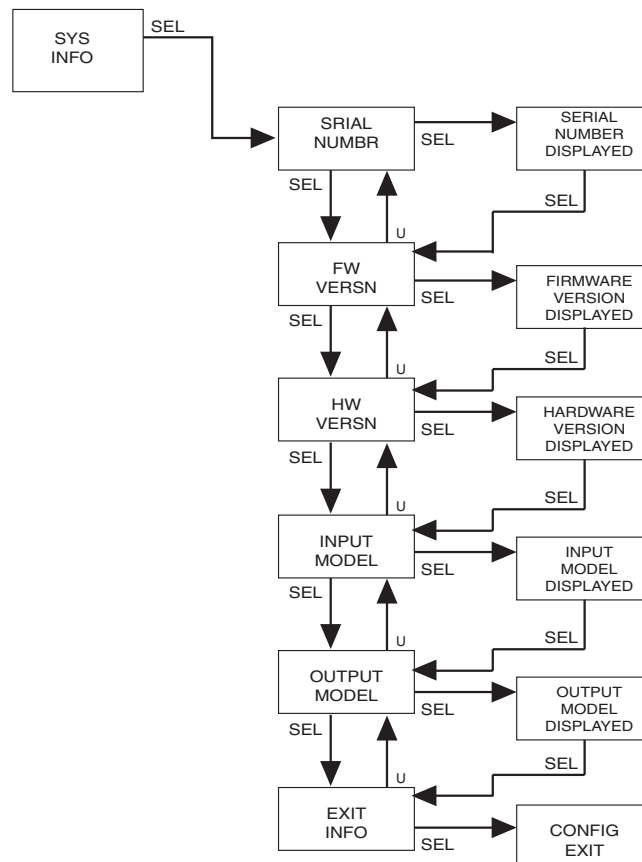 SYS
INFO
SEL
SRIAL
NUMBR
SEL
SERIAL
NUMBER
DISPLAYED
SEL
U
SEL
FW
VERSN
SEL
FIRMWARE
VERSION
DISPLAYED
SEL
U
SEL
HW
VERSN
SEL
HARDWARE
VERSION
DISPLAYED
SEL
U
SEL
INPUT
MODEL
SEL
INPUT
MODEL
DISPLAYED
SEL
U
SEL
OUTPUT
MODEL
SEL
OUTPUT
MODEL
DISPLAYED
SEL
U
SEL
EXIT
INFO
SEL
CONFIG
EXIT